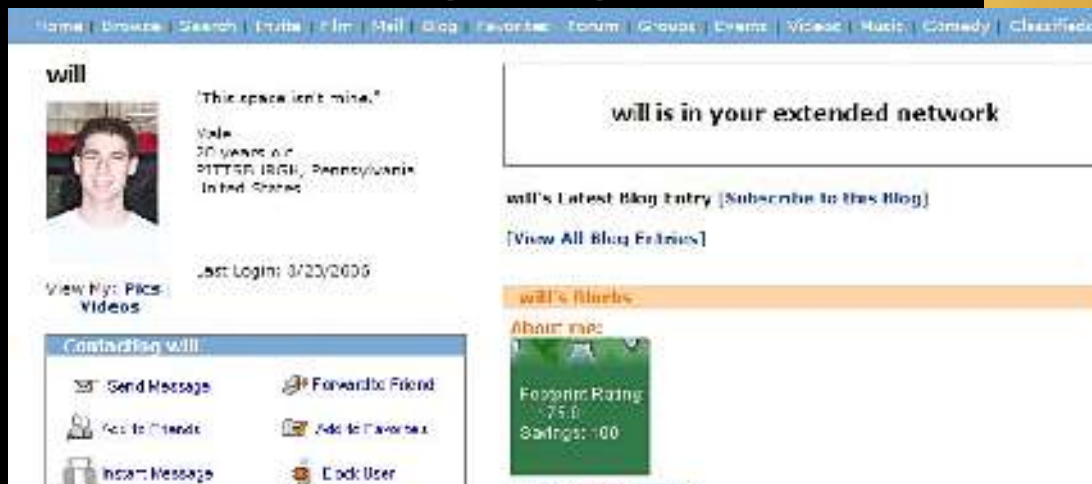 Home | Browse | Search | Invite | Film | Mail | Blog | Favorites | Forum | Groups | Events | Videos | Music | Comedy | Classifieds
will
"This space isn't mine."
Male
20 years old
PITTSBURGH, Pennsylvania
United States
Last Login: 8/23/2006
View My: Pics |
Videos
Contacting will
Send Message
Forward to Friend
Add to Friends
Add to Favorites
Instant Message
Block User
will is in your extended network
will's Latest Blog Entry [Subscribe to this Blog]
[View All Blog Entries]
will's Blurbs
About me:
Footprint Rating:
Savings: 100